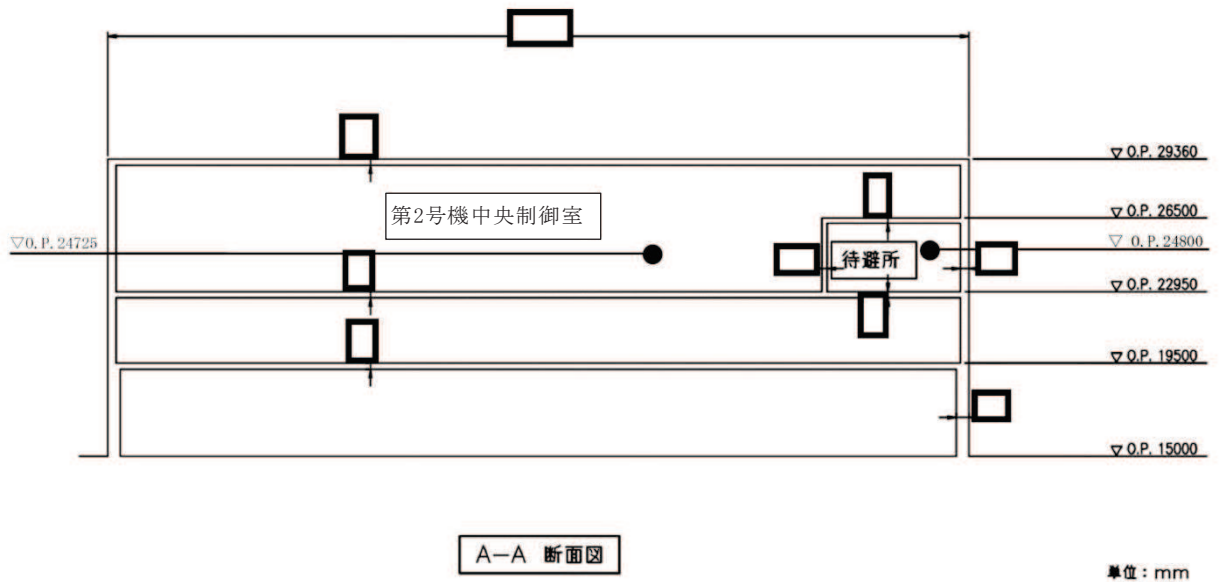 ▽O.P. 29360
第2号機中央制御室
▽O.P. 26500
▽O.P. 24725
▽ O.P.24800
待避所
▽O.P. 22950
▽O.P. 19500
▽O.P. 15000
A-A 断面図
単位：mm